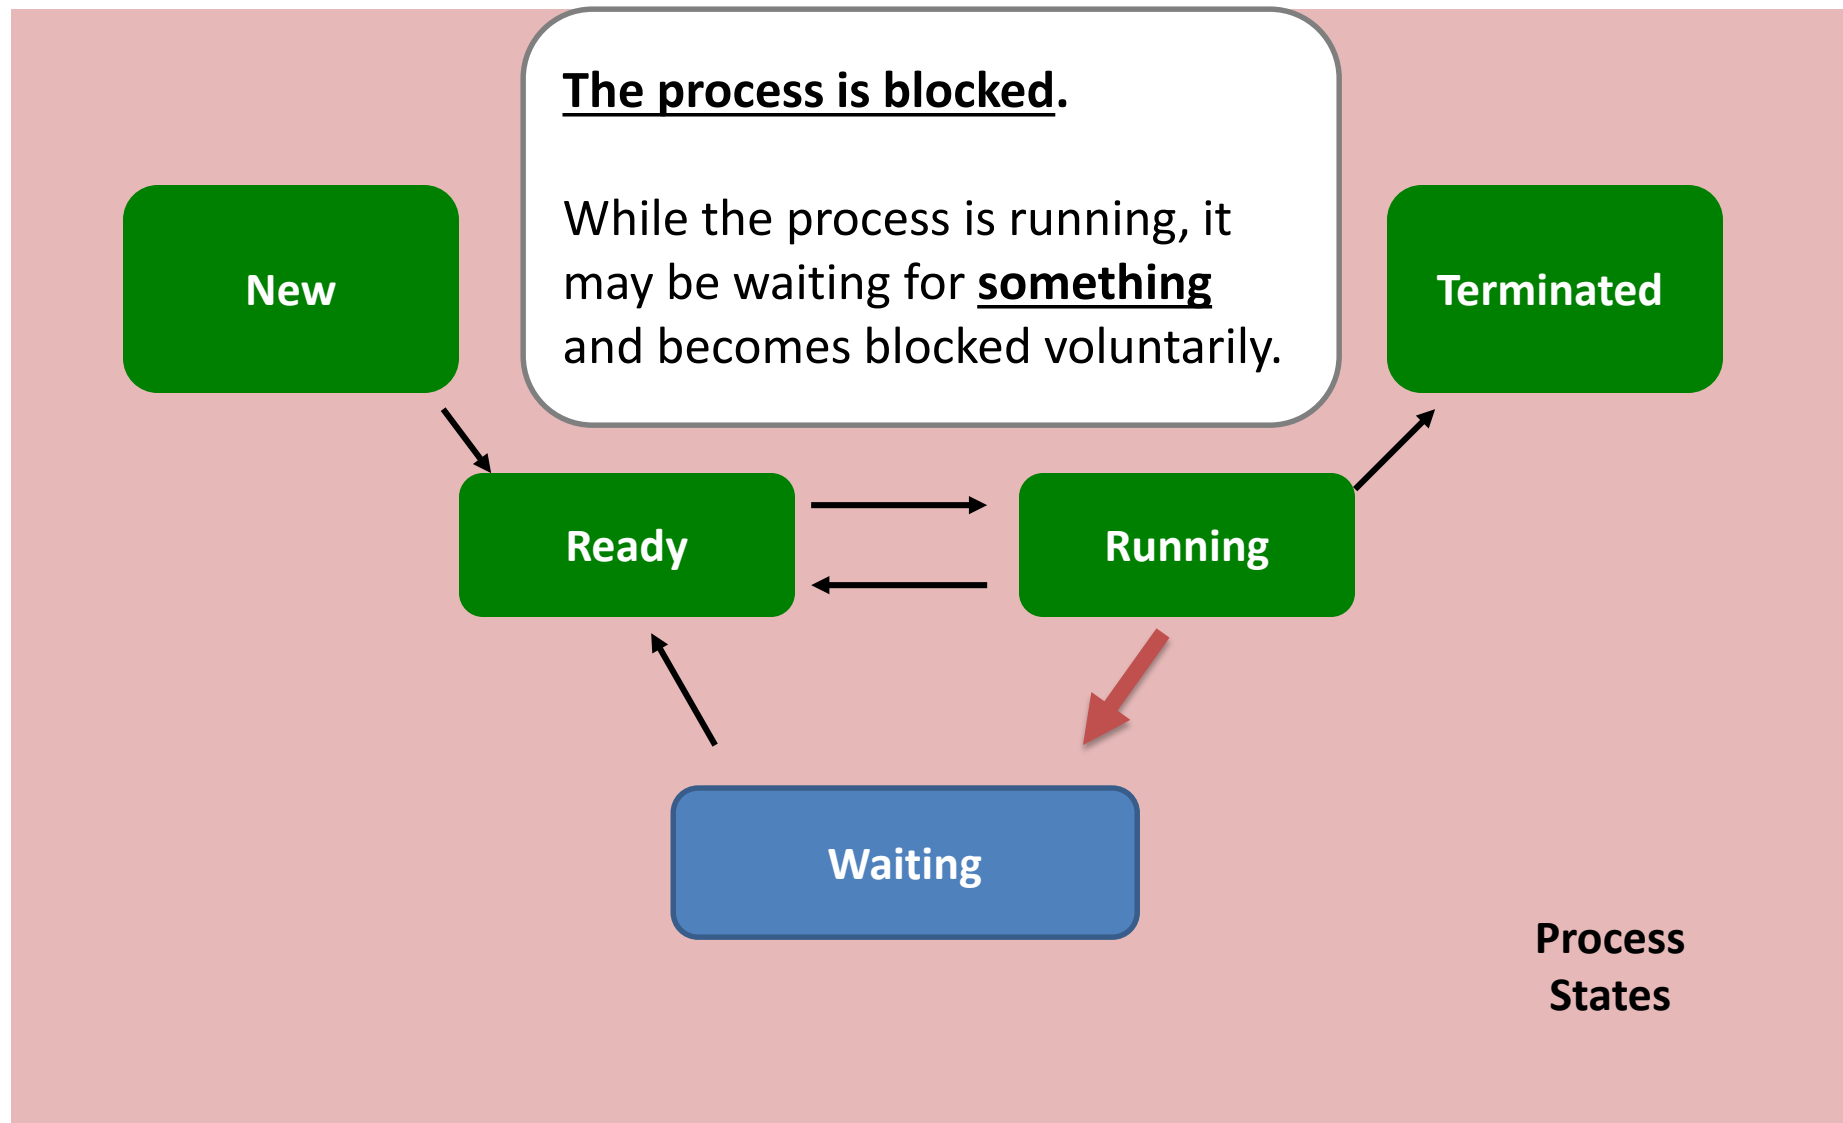 The process is blocked.
While the process is running, it
may be waiting for something
and becomes blocked voluntarily.
New
Terminated
Ready
Running
Waiting
Process
States